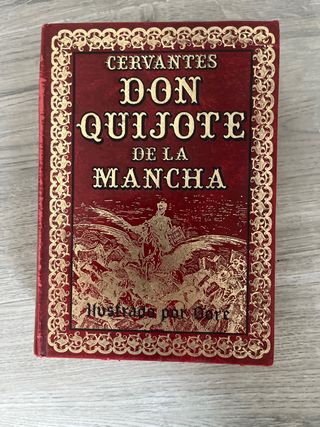 CERVANTES
DON
QUIJOTE
DE LA
MANCHA
Ilustrado por Doré